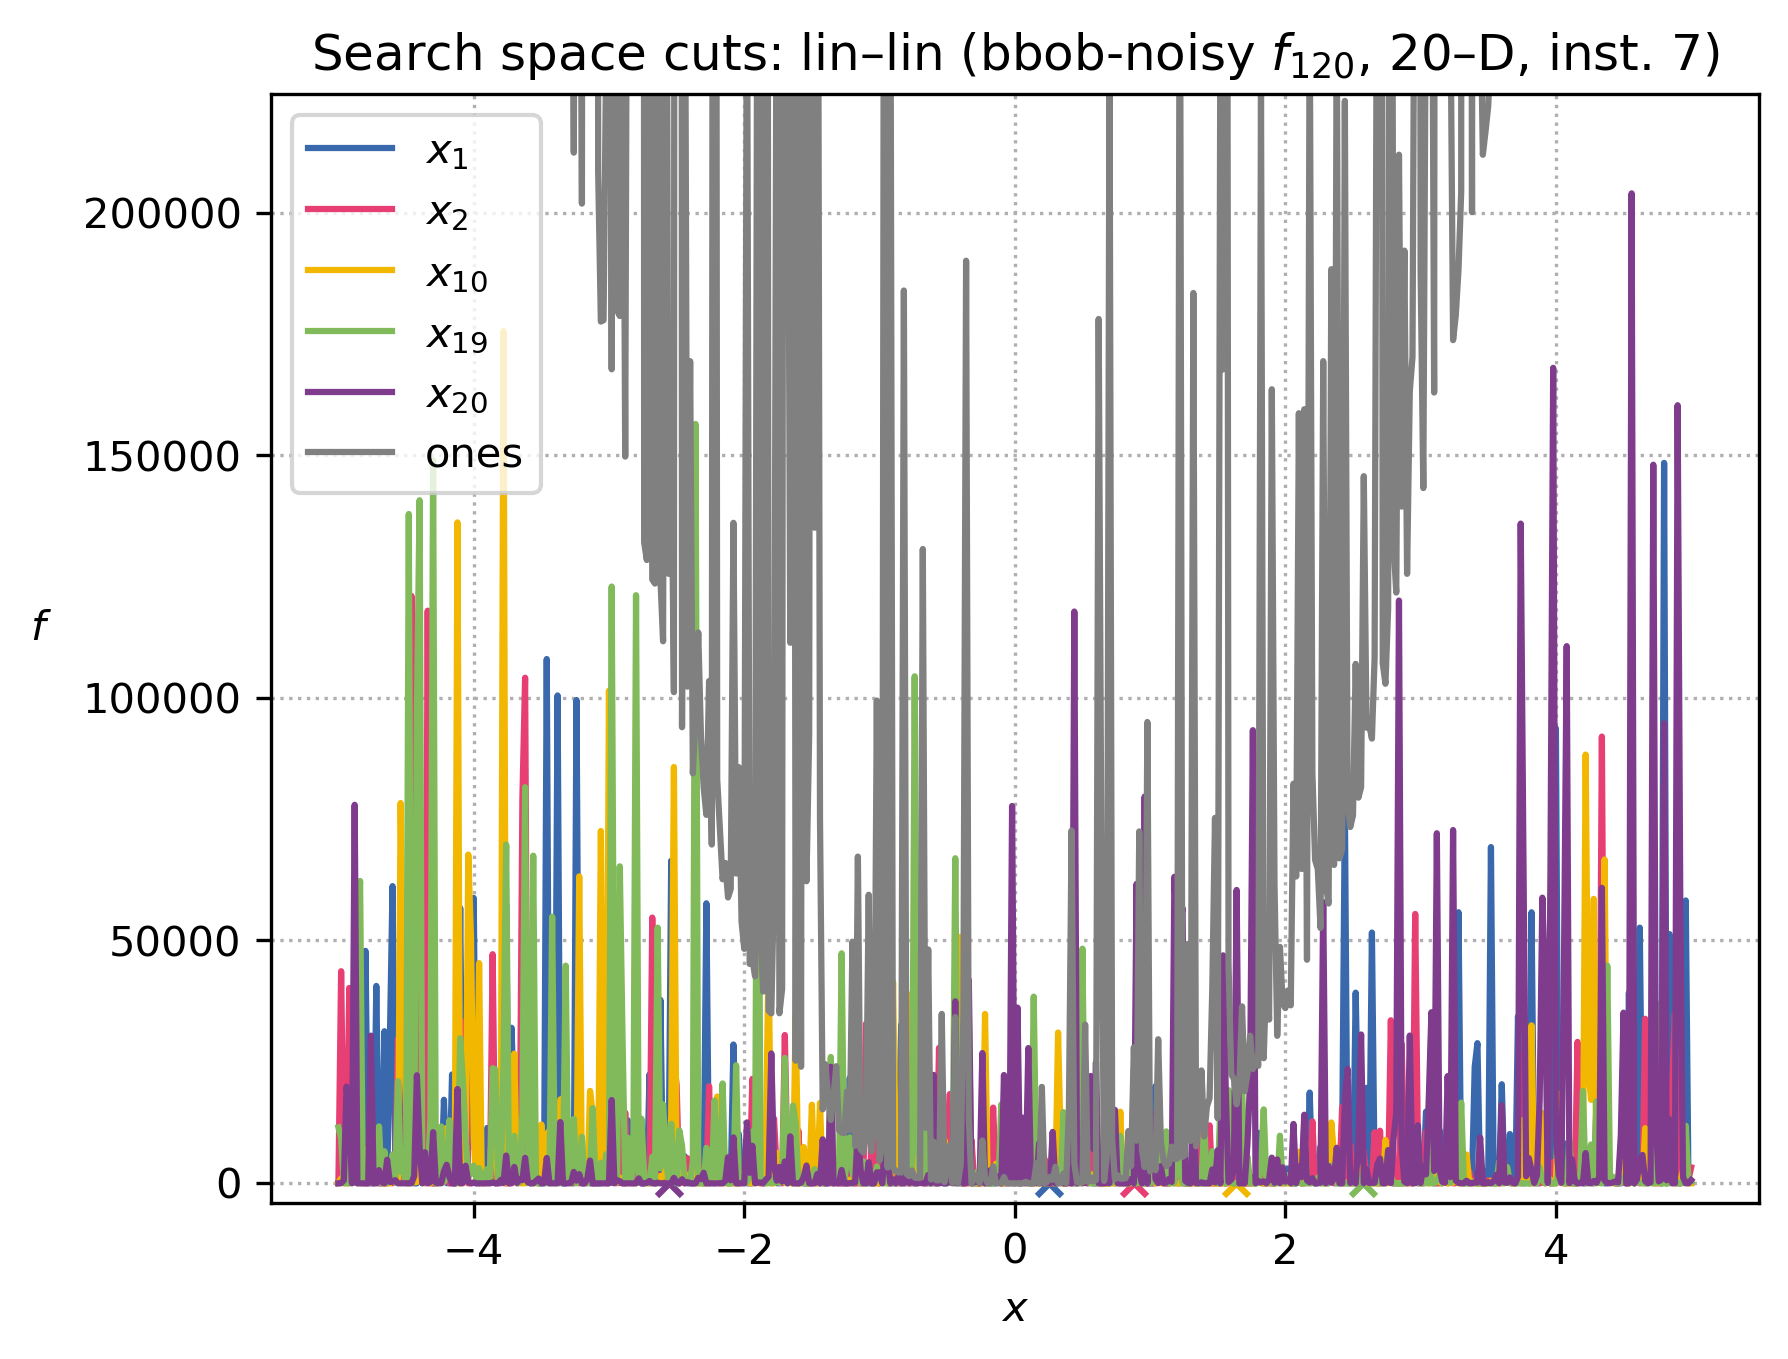 Search space cuts: lin–lin (bbob-noisy f120, 20–D, inst. 7)
x1
x2
x10
x19
x20
ones
200000
150000
100000
50000
0
f
−4 −2 0 2 4
x